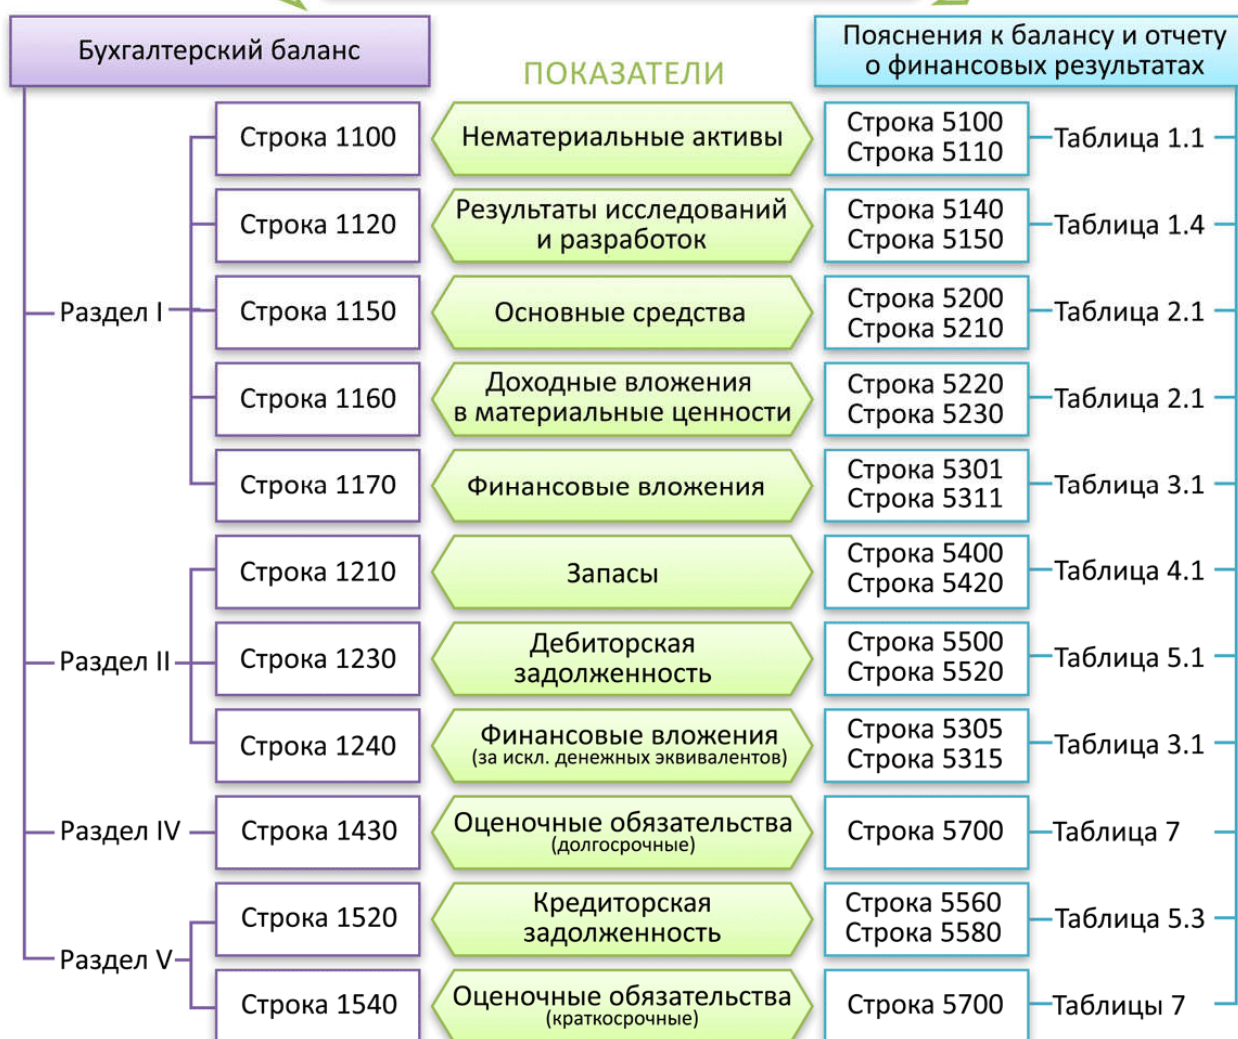 Бухгалтерский баланс
ПОКАЗАТЕЛИ
Пояснения к балансу и отчету
о финансовых результатах
Раздел I
Строка 1100
Нематериальные активы
Строка 5100
Строка 5110
Таблица 1.1
Строка 1120
Результаты исследований
и разработок
Строка 5140
Строка 5150
Таблица 1.4
Строка 1150
Основные средства
Строка 5200
Строка 5210
Таблица 2.1
Строка 1160
Доходные вложения
в материальные ценности
Строка 5220
Строка 5230
Таблица 2.1
Строка 1170
Финансовые вложения
Строка 5301
Строка 5311
Таблица 3.1
Раздел II
Строка 1210
Запасы
Строка 5400
Строка 5420
Таблица 4.1
Строка 1230
Дебиторская
задолженность
Строка 5500
Строка 5520
Таблица 5.1
Строка 1240
Финансовые вложения
(за искл. денежных эквивалентов)
Строка 5305
Строка 5315
Таблица 3.1
Раздел IV
Строка 1430
Оценочные обязательства
(долгосрочные)
Строка 5700
Таблица 7
Раздел V
Строка 1520
Кредиторская
задолженность
Строка 5560
Строка 5580
Таблица 5.3
Строка 1540
Оценочные обязательства
(краткосрочные)
Строка 5700
Таблицы 7